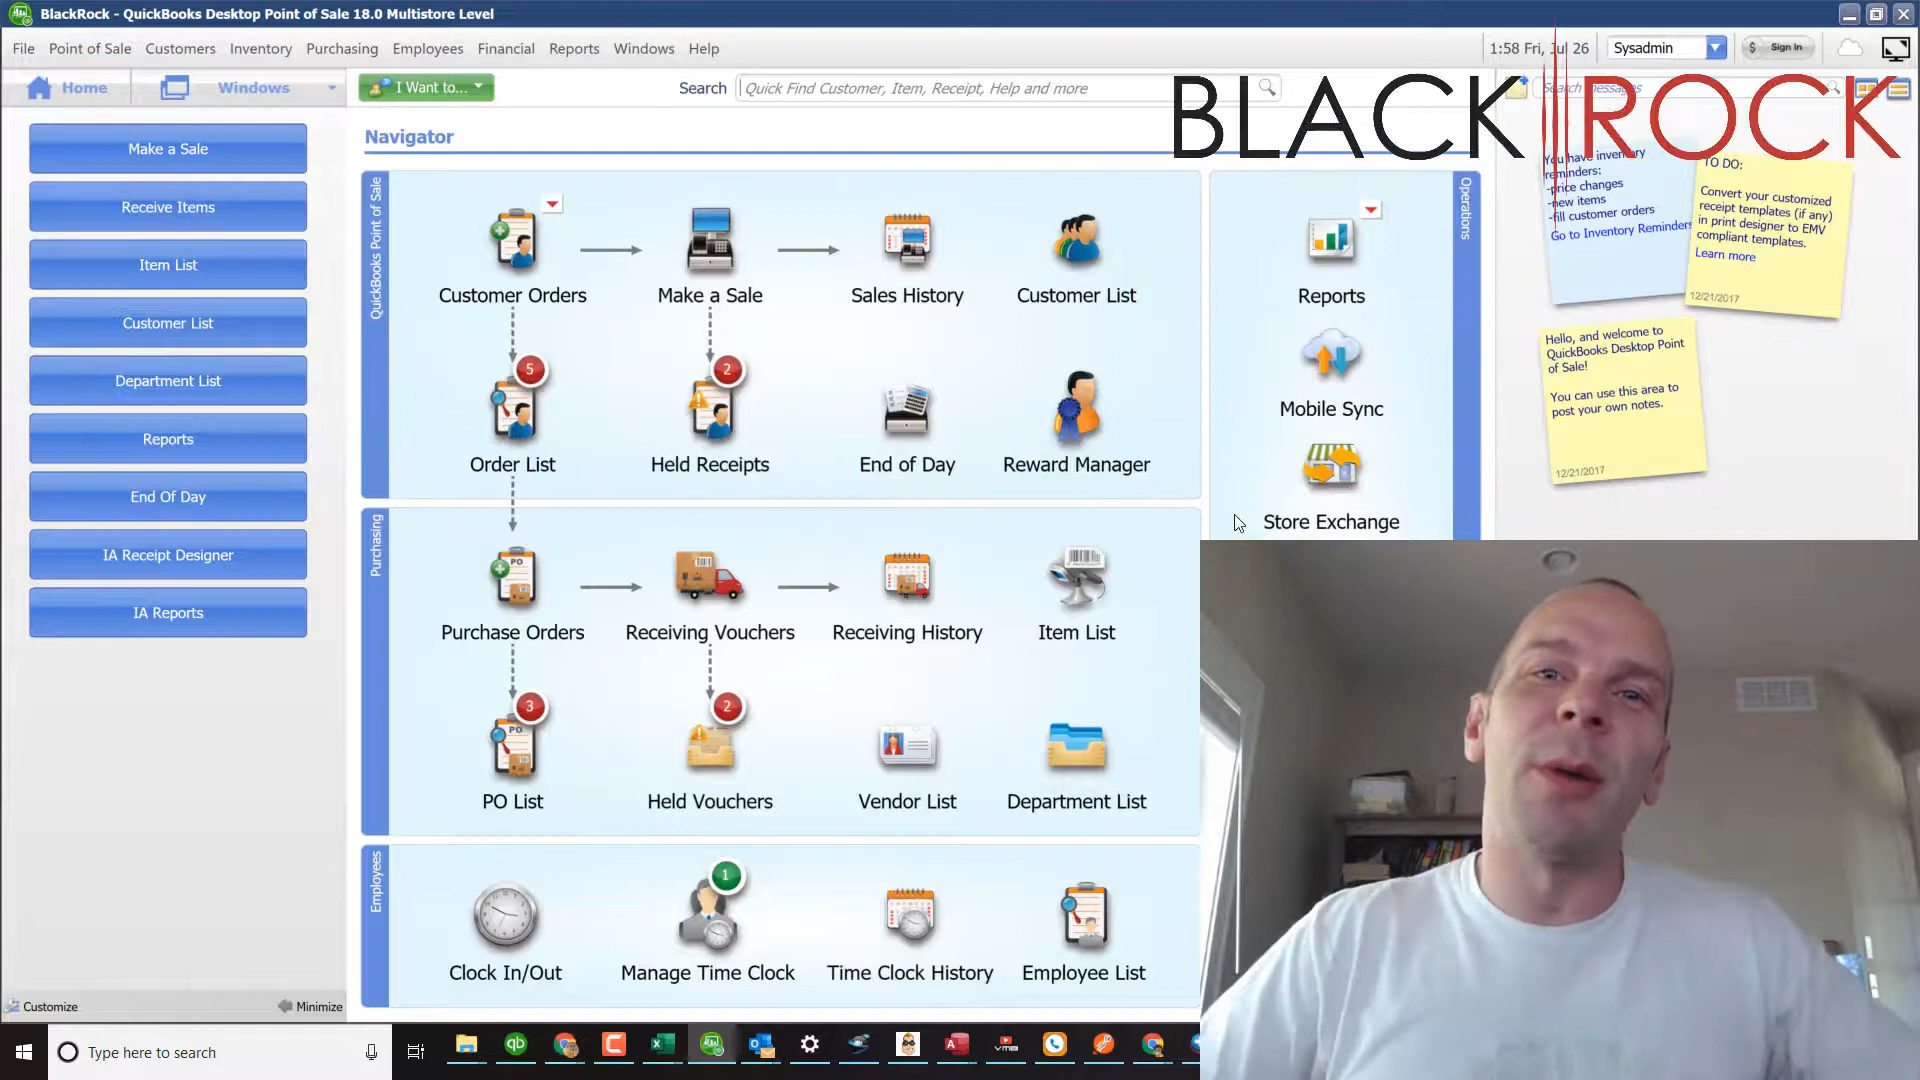 BlackRock - QuickBooks Desktop Point of Sale 18.0 Multistore Level
File Point of Sale Customers Inventory Purchasing Employees Financial Reports Windows Help
1:58 Fri, Jul 26
Sysadmin
Sign In
Home
Windows
I Want to...
Search
Quick Find Customer, Item, Receipt, Help and more
Search messages
BLACK ROCK
Make a Sale
Receive Items
Item List
Customer List
Department List
Reports
End Of Day
IA Receipt Designer
IA Reports
Customize
Minimize
Navigator
QuickBooks Point of Sale
Customer Orders
Make a Sale
Sales History
Customer List
5
2
Order List
Held Receipts
End of Day
Reward Manager
Purchasing
PO
Purchase Orders
Receiving Vouchers
Receiving History
Item List
3
2
PO
PO List
Held Vouchers
Vendor List
Department List
Employees
1
Clock In/Out
Manage Time Clock
Time Clock History
Employee List
Operations
Reports
Mobile Sync
Store Exchange
You have inventory
reminders:
-price changes
-new items
-fill customer orders
Go to Inventory Reminders
TO DO:
Convert your customized
receipt templates (if any)
in print designer to EMV
compliant templates.
Learn more
12/21/2017
Hello, and welcome to
QuickBooks Desktop Point
of Sale!
You can use this area to
post your own notes.
12/21/2017
Type here to search